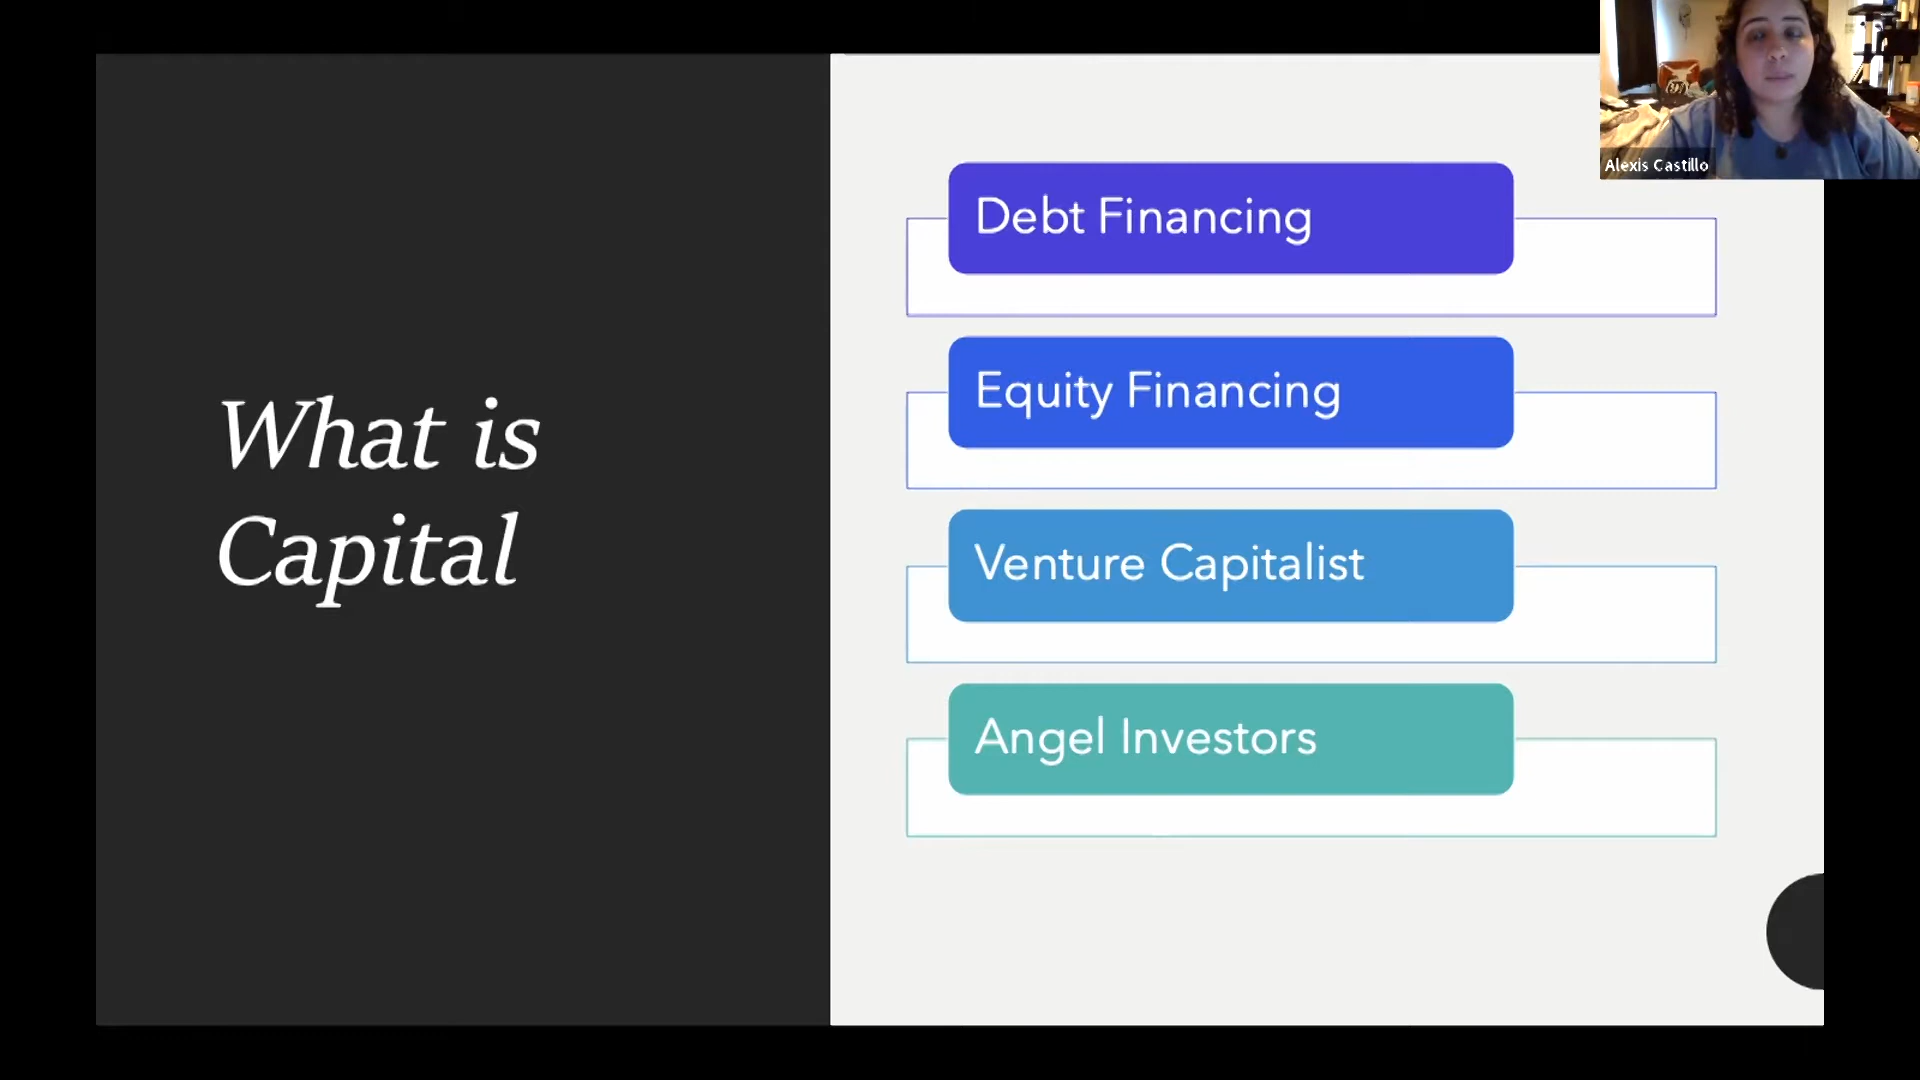 What is
Capital
Debt Financing
Equity Financing
Venture Capitalist
Angel Investors
Alexis Castillo